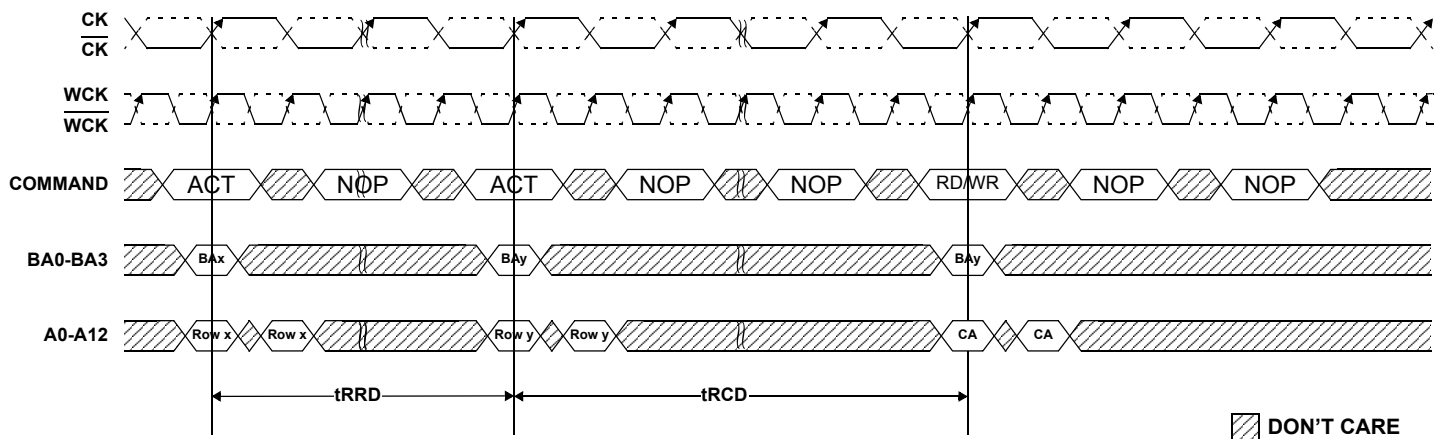 CK
CK
WCK
WCK
COMMAND ACT NOP ACT NOP NOP RD/WR NOP NOP
BA0-BA3 BAx BAy BAy
A0-A12 Row x Row x Row y Row y CA CA
tRRD tRCD
DON'T CARE